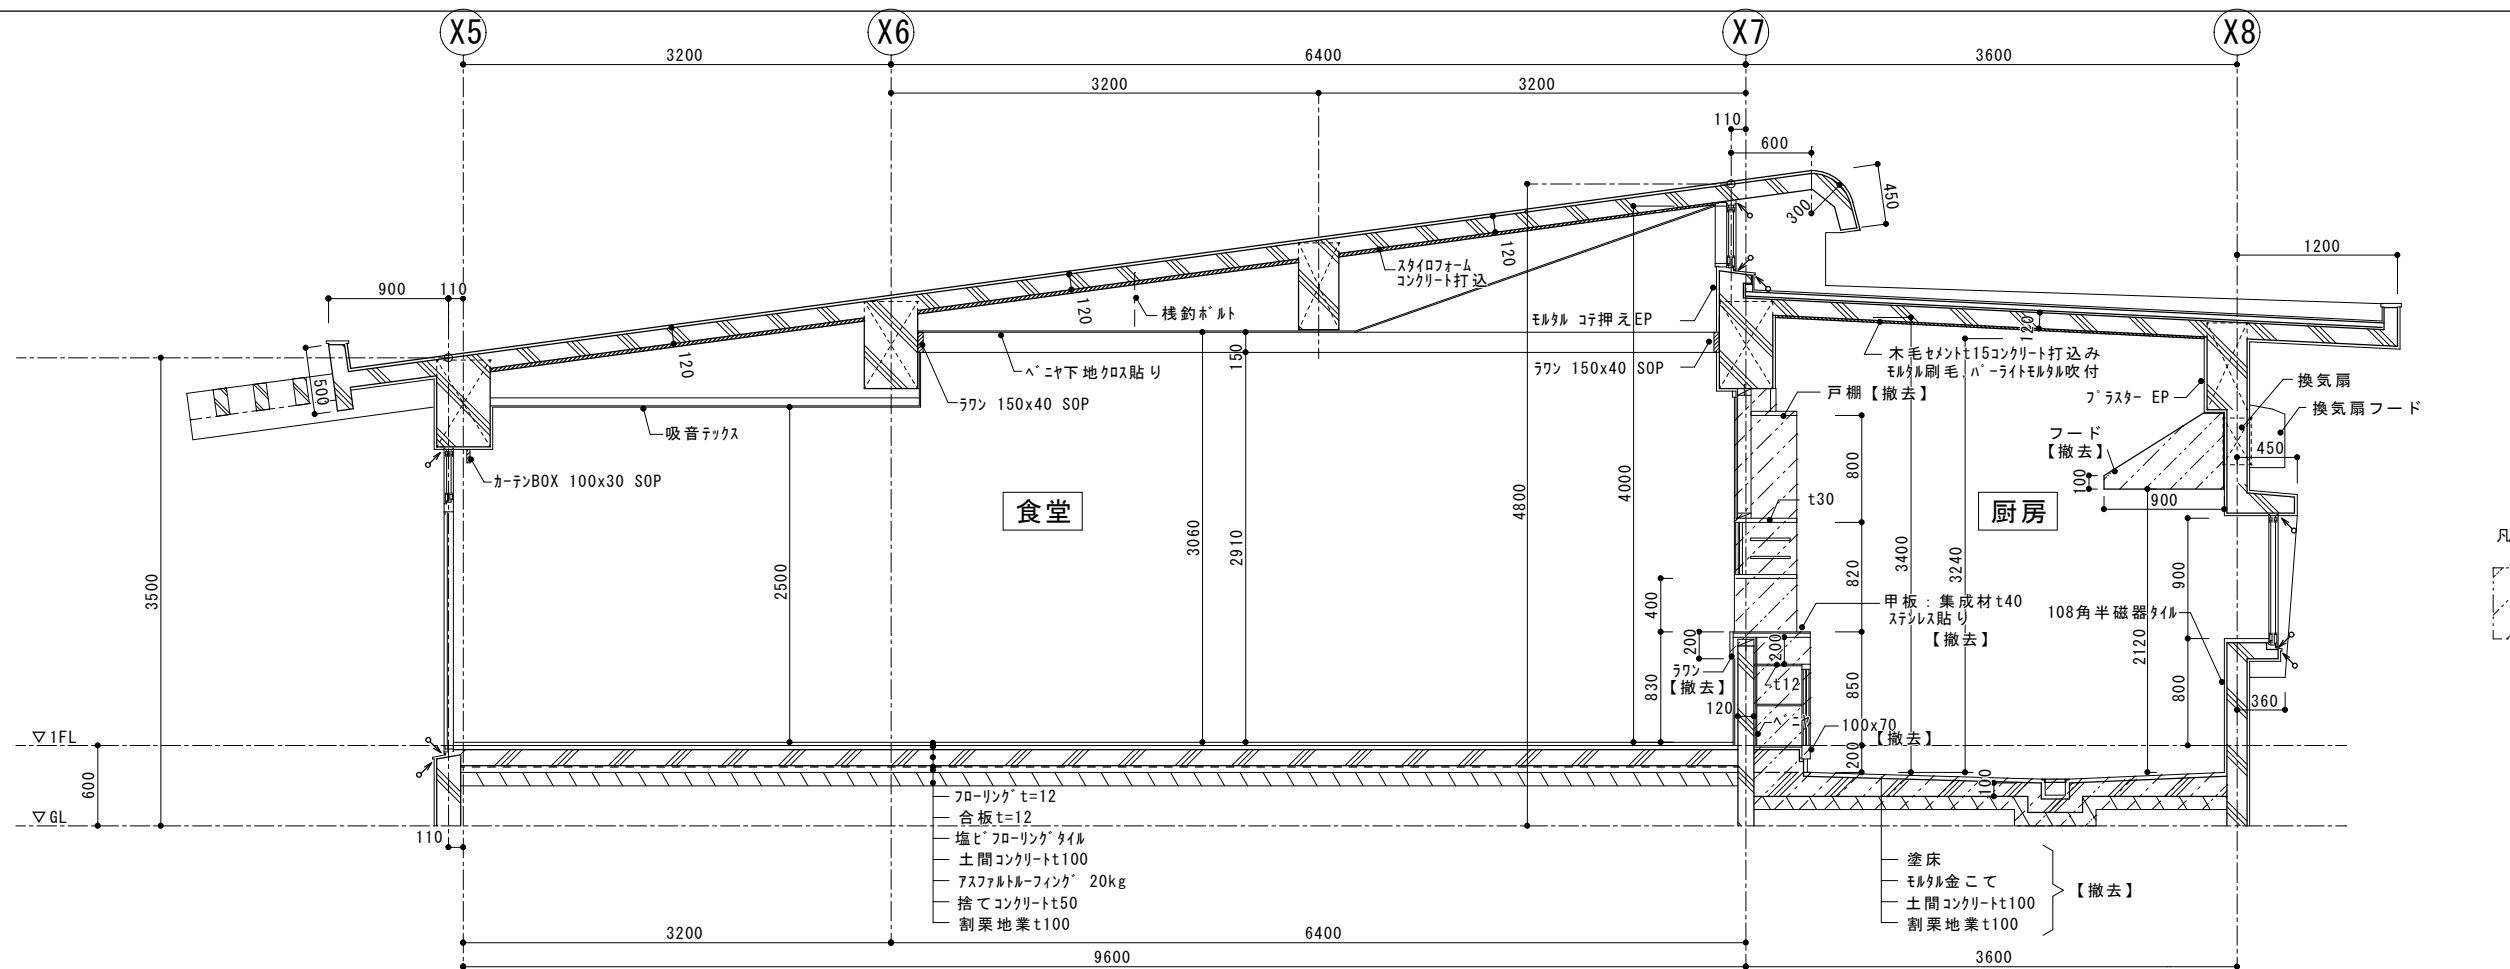 X5
X6
X7
X8
3200
6400
3600
3200
3200
110
600
450
300
1200
900
110
500
120
120
120
120
スタイロフォーム
コンクリート打込
桟釣ボルト
モルタル コテ押えEP
木毛セメントt15コンクリート打込み
モルタル刷毛,パーライトモルタル吹付
150
ベニヤ下地クロス貼り
ラワン 150x40 SOP
ラワン 150x40 SOP
戸棚【撤去】
プラスター EP
換気扇
換気扇フード
吸音テックス
フード
【撤去】
450
100
900
カーテンBOX 100x30 SOP
食堂
厨房
t30
800
4000
4800
3060
2910
2500
3500
3400
3240
820
900
凡
400
甲板：集成材t40
ステンレス貼り
【撤去】
108角半磁器タイル
200
200
2120
ラワン
【撤去】
830
t12
850
800
360
120
ベニ
100x70
【撤去】
▽1FL
200
600
100
▽GL
110
フローリングt=12
合板t=12
塩ビフローリングタイル
土間コンクリートt100
アスファルトルーフィング 20kg
捨てコンクリートt50
割栗地業t100
塗床
モルタル金こて
土間コンクリートt100
割栗地業t100
【撤去】
3200
6400
9600
3600